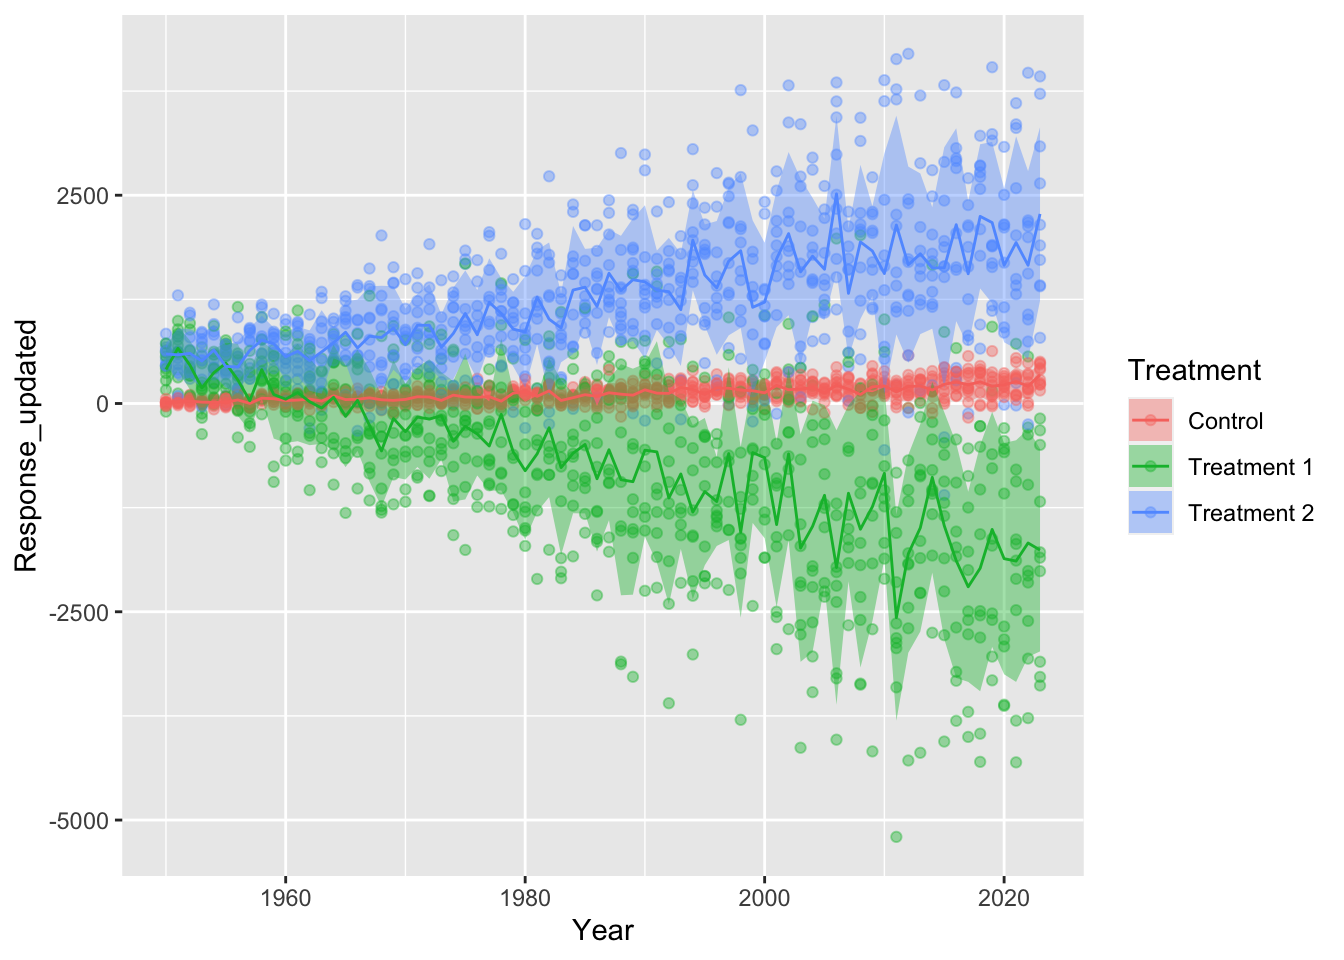 Response_updated
2500
0
-2500
-5000
1960
1980
2000
2020
Year
Treatment
Control
Treatment 1
Treatment 2